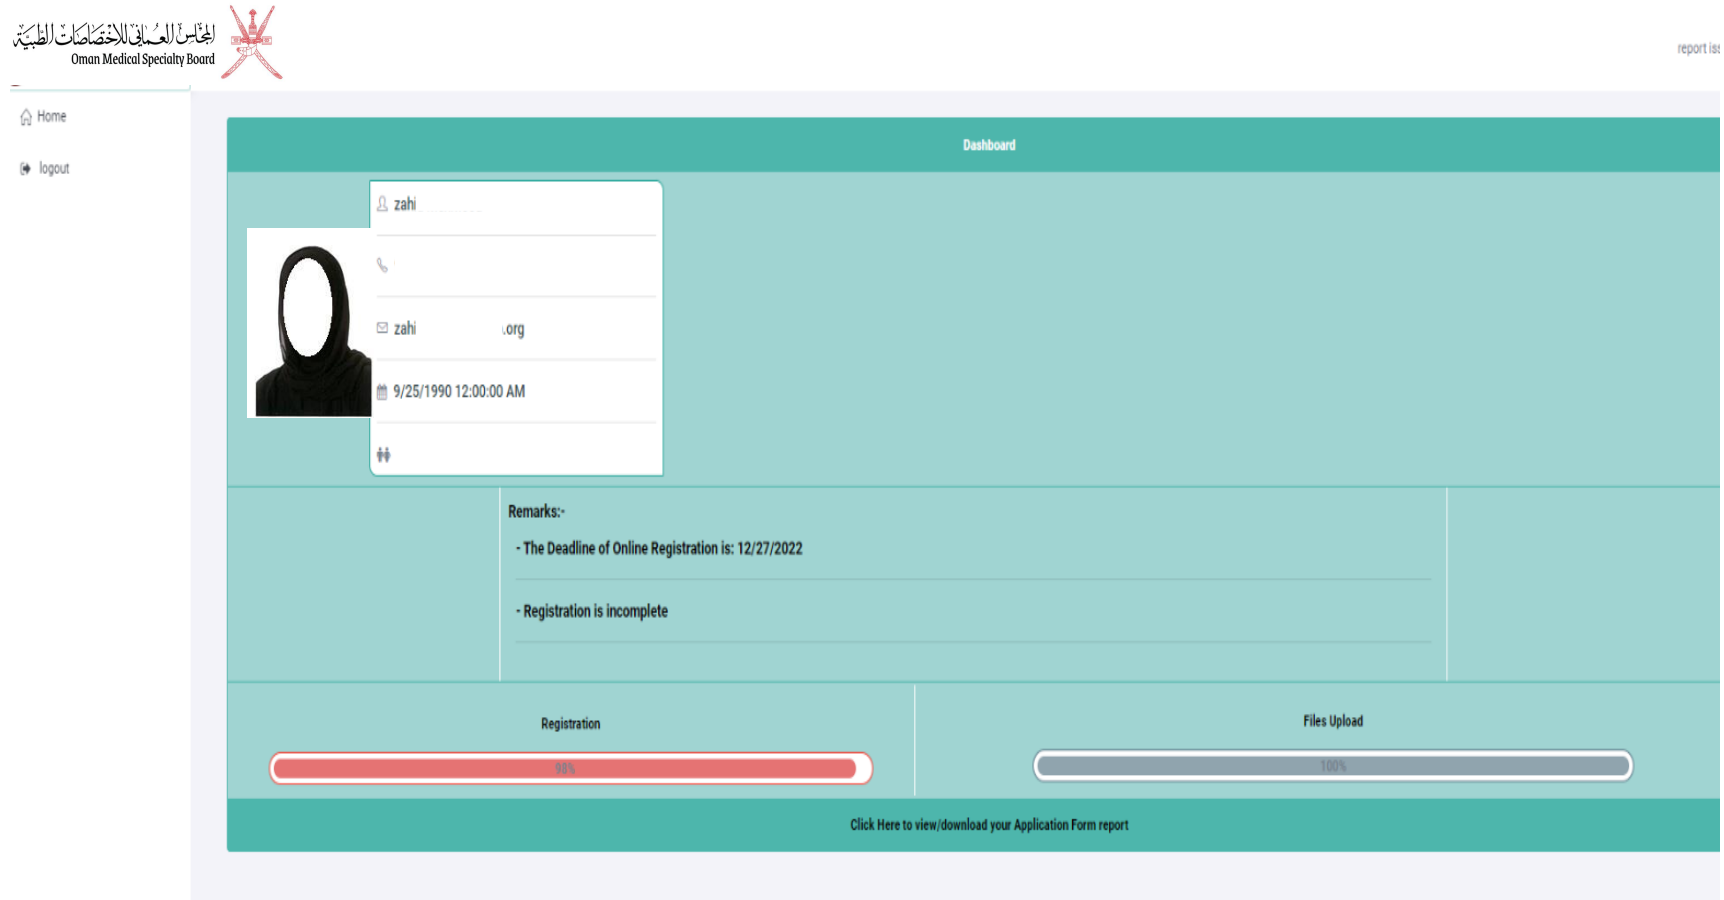 المجلس العماني للاختصاصات الطبية
Oman Medical Specialty Board
report iss
Home
logout
Dashboard
zahi
zahi
.org
9/25/1990 12:00:00 AM
Remarks:-
- The Deadline of Online Registration is: 12/27/2022
- Registration is incomplete
Registration
Files Upload
98%
100%
Click Here to view/download your Application Form report